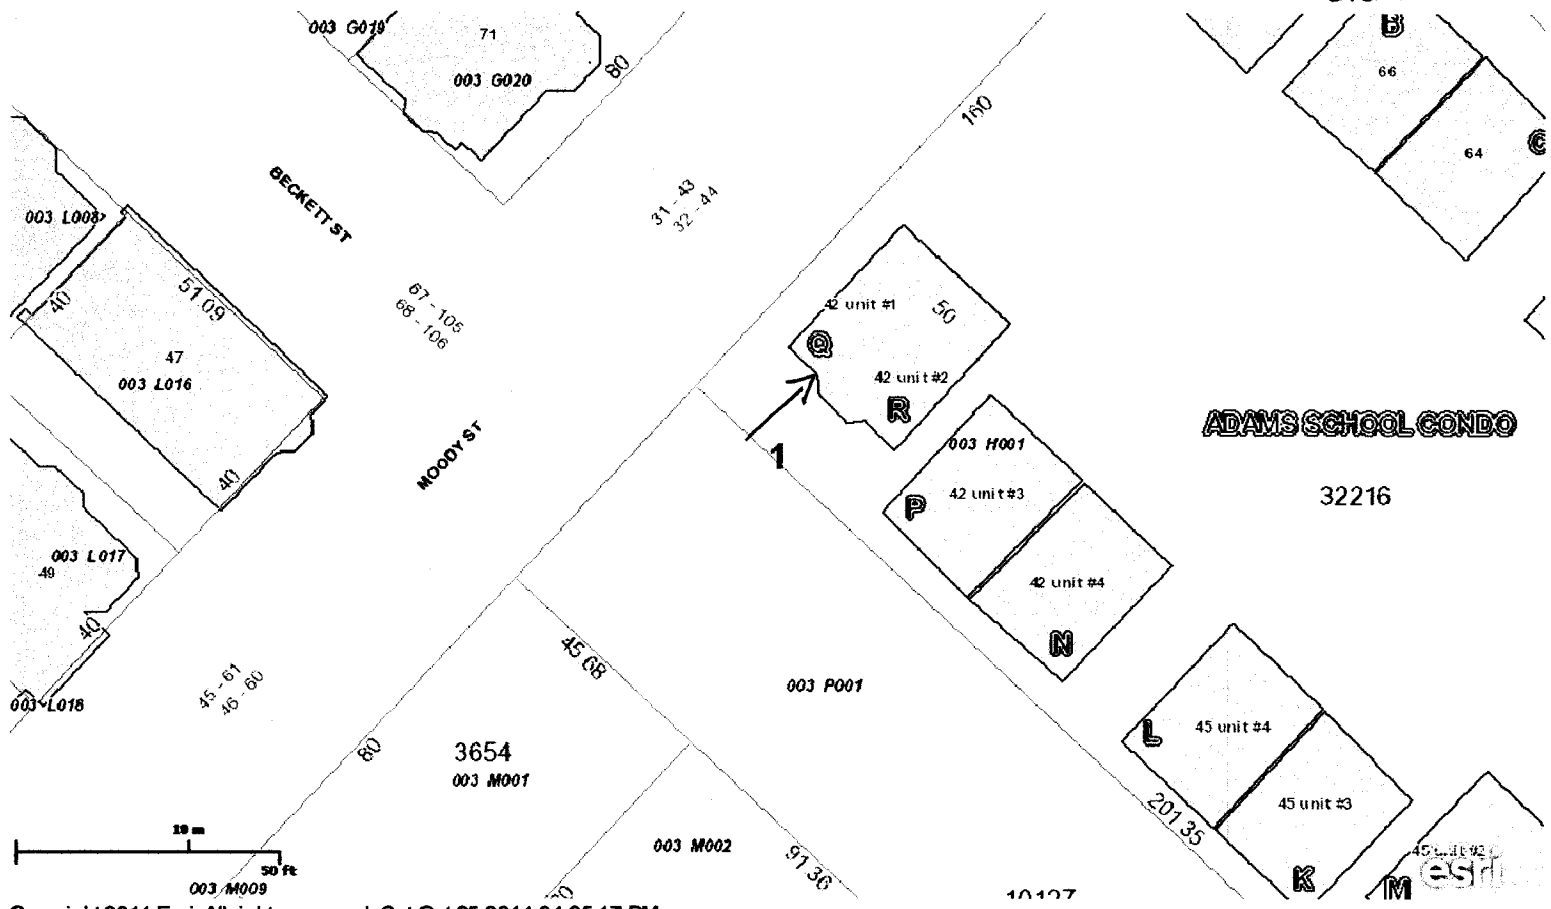 003 G019
71
003 G020
80
160
B
66
64
C
BECKETT ST
31 - 43
32 - 44
003 L008
40
51.09
67 - 105
68 - 106
47
003 L016
42 unit #1
50
Q
42 unit #2
R
1
ADAMS SCHOOL CONDO
32216
MOODY ST
40
003 H001
42 unit #3
P
42 unit #4
N
003 L017
49
40
45 - 61
46 - 60
003 L018
45.68
003 P001
80
3654
003 M001
L
45 unit #4
45 unit #3
201.35
K
M
003 M002
91.36
19 m
50 ft
003 M009
esri